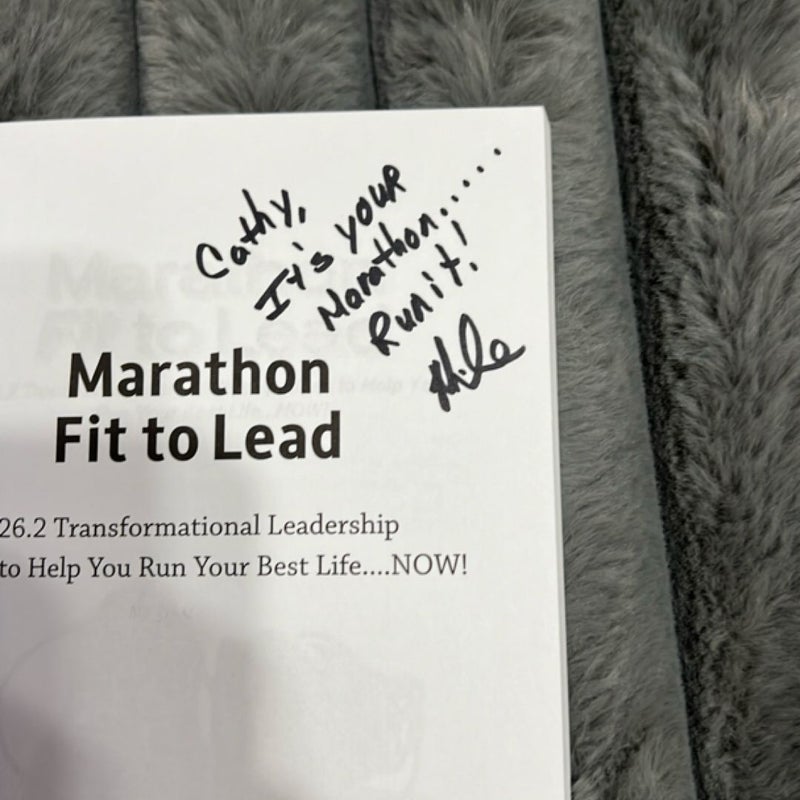 Cathy,
It's your
Marathon.....
Run it!
Marathon
Fit to Lead
26.2 Transformational Leadership
to Help You Run Your Best Life....NOW!